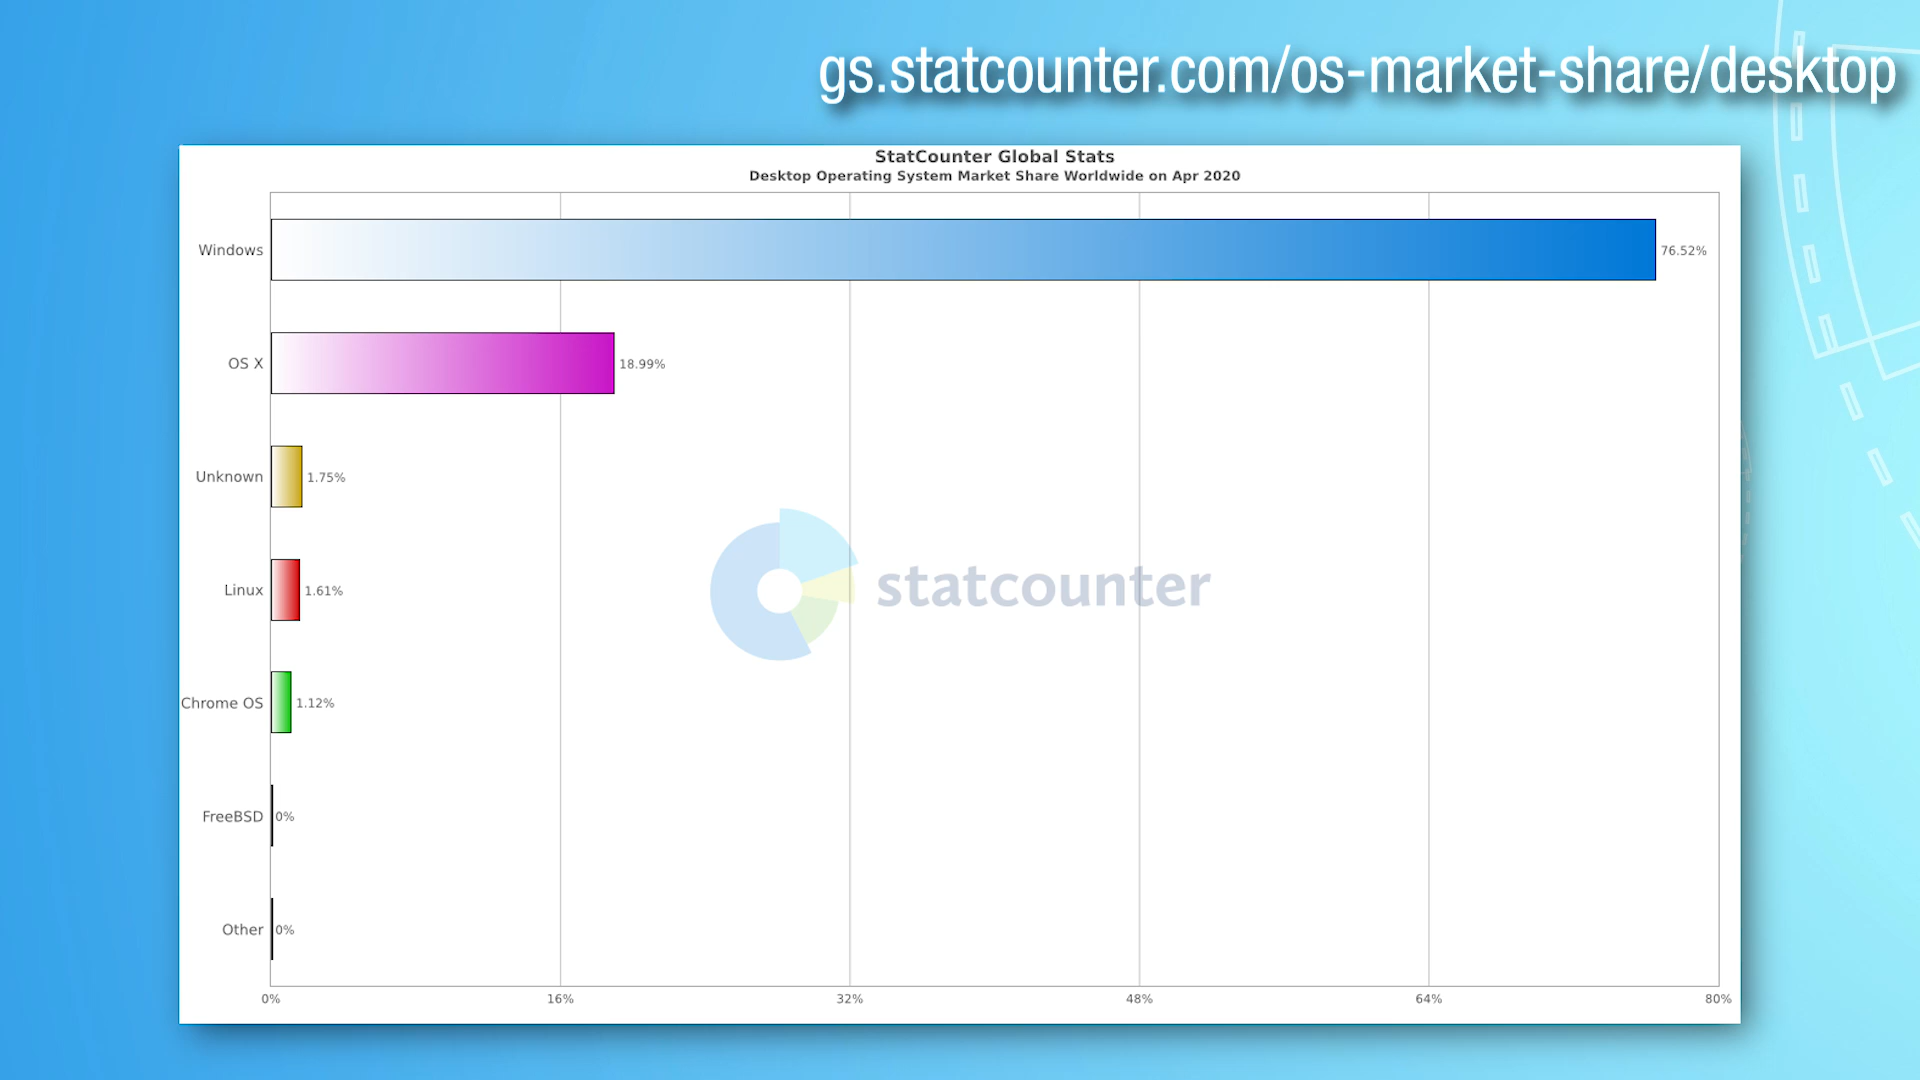 gs.statcounter.com/os-market-share/desktop
StatCounter Global Stats
Desktop Operating System Market Share Worldwide on Apr 2020
Windows 76.52%
OS X 18.99%
Unknown 1.75%
statcounter
Linux 1.61%
Chrome OS 1.12%
FreeBSD 0%
Other 0%
0% 16% 32% 48% 64% 80%